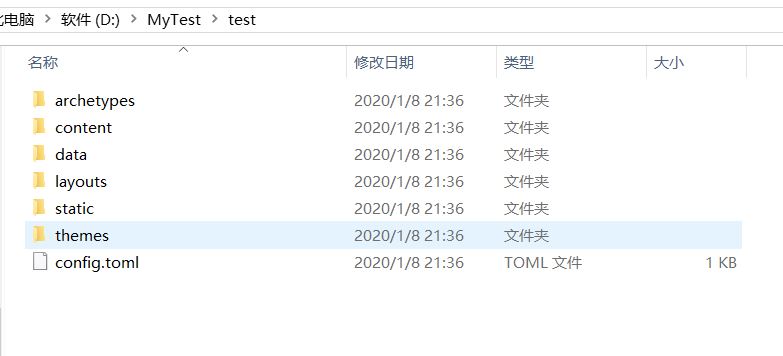 电脑 > 软件 (D:) > MyTest > test
名称 修改日期 类型 大小
archetypes 2020/1/8 21:36 文件夹
content 2020/1/8 21:36 文件夹
data 2020/1/8 21:36 文件夹
layouts 2020/1/8 21:36 文件夹
static 2020/1/8 21:36 文件夹
themes 2020/1/8 21:36 文件夹
config.toml 2020/1/8 21:36 TOML 文件 1 KB